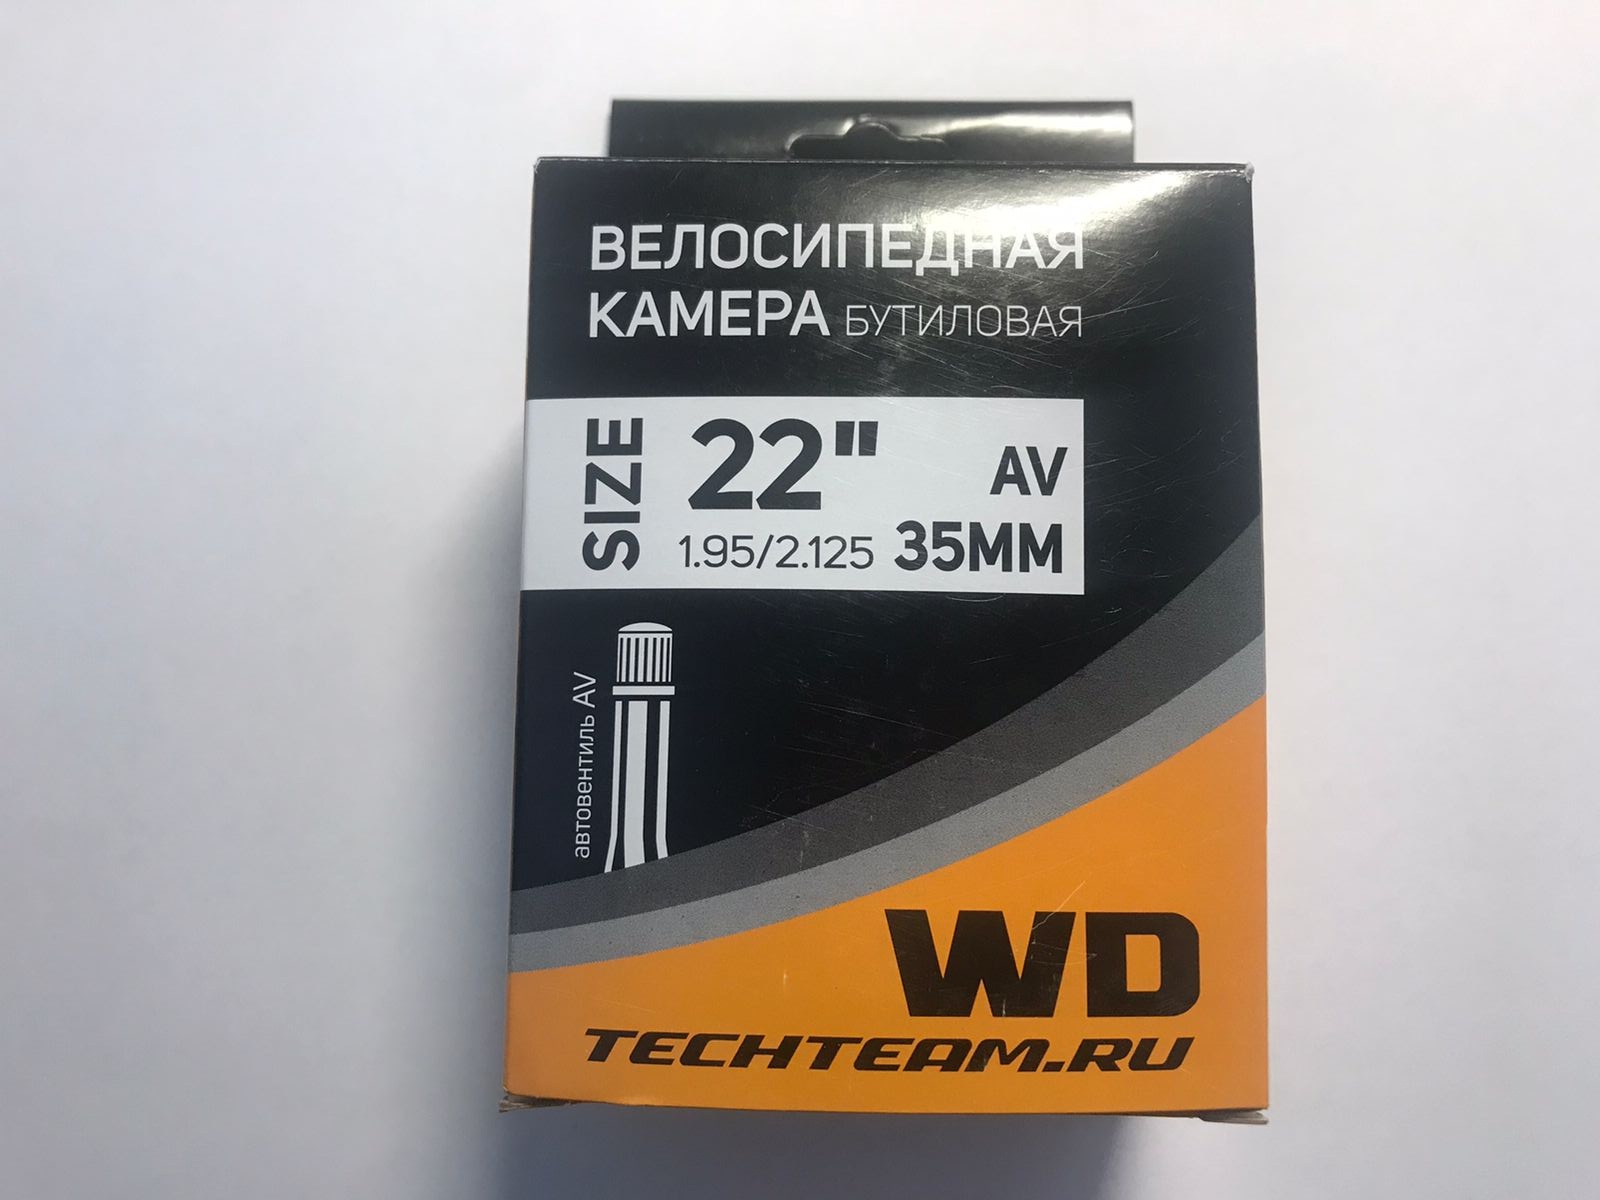 ВЕЛОСИПЕДНАЯ
КАМЕРА БУТИЛОВАЯ
SIZE
22" AV
1.95/2.125 35MM
автовентиль AV
WD
TECHTEAM.RU